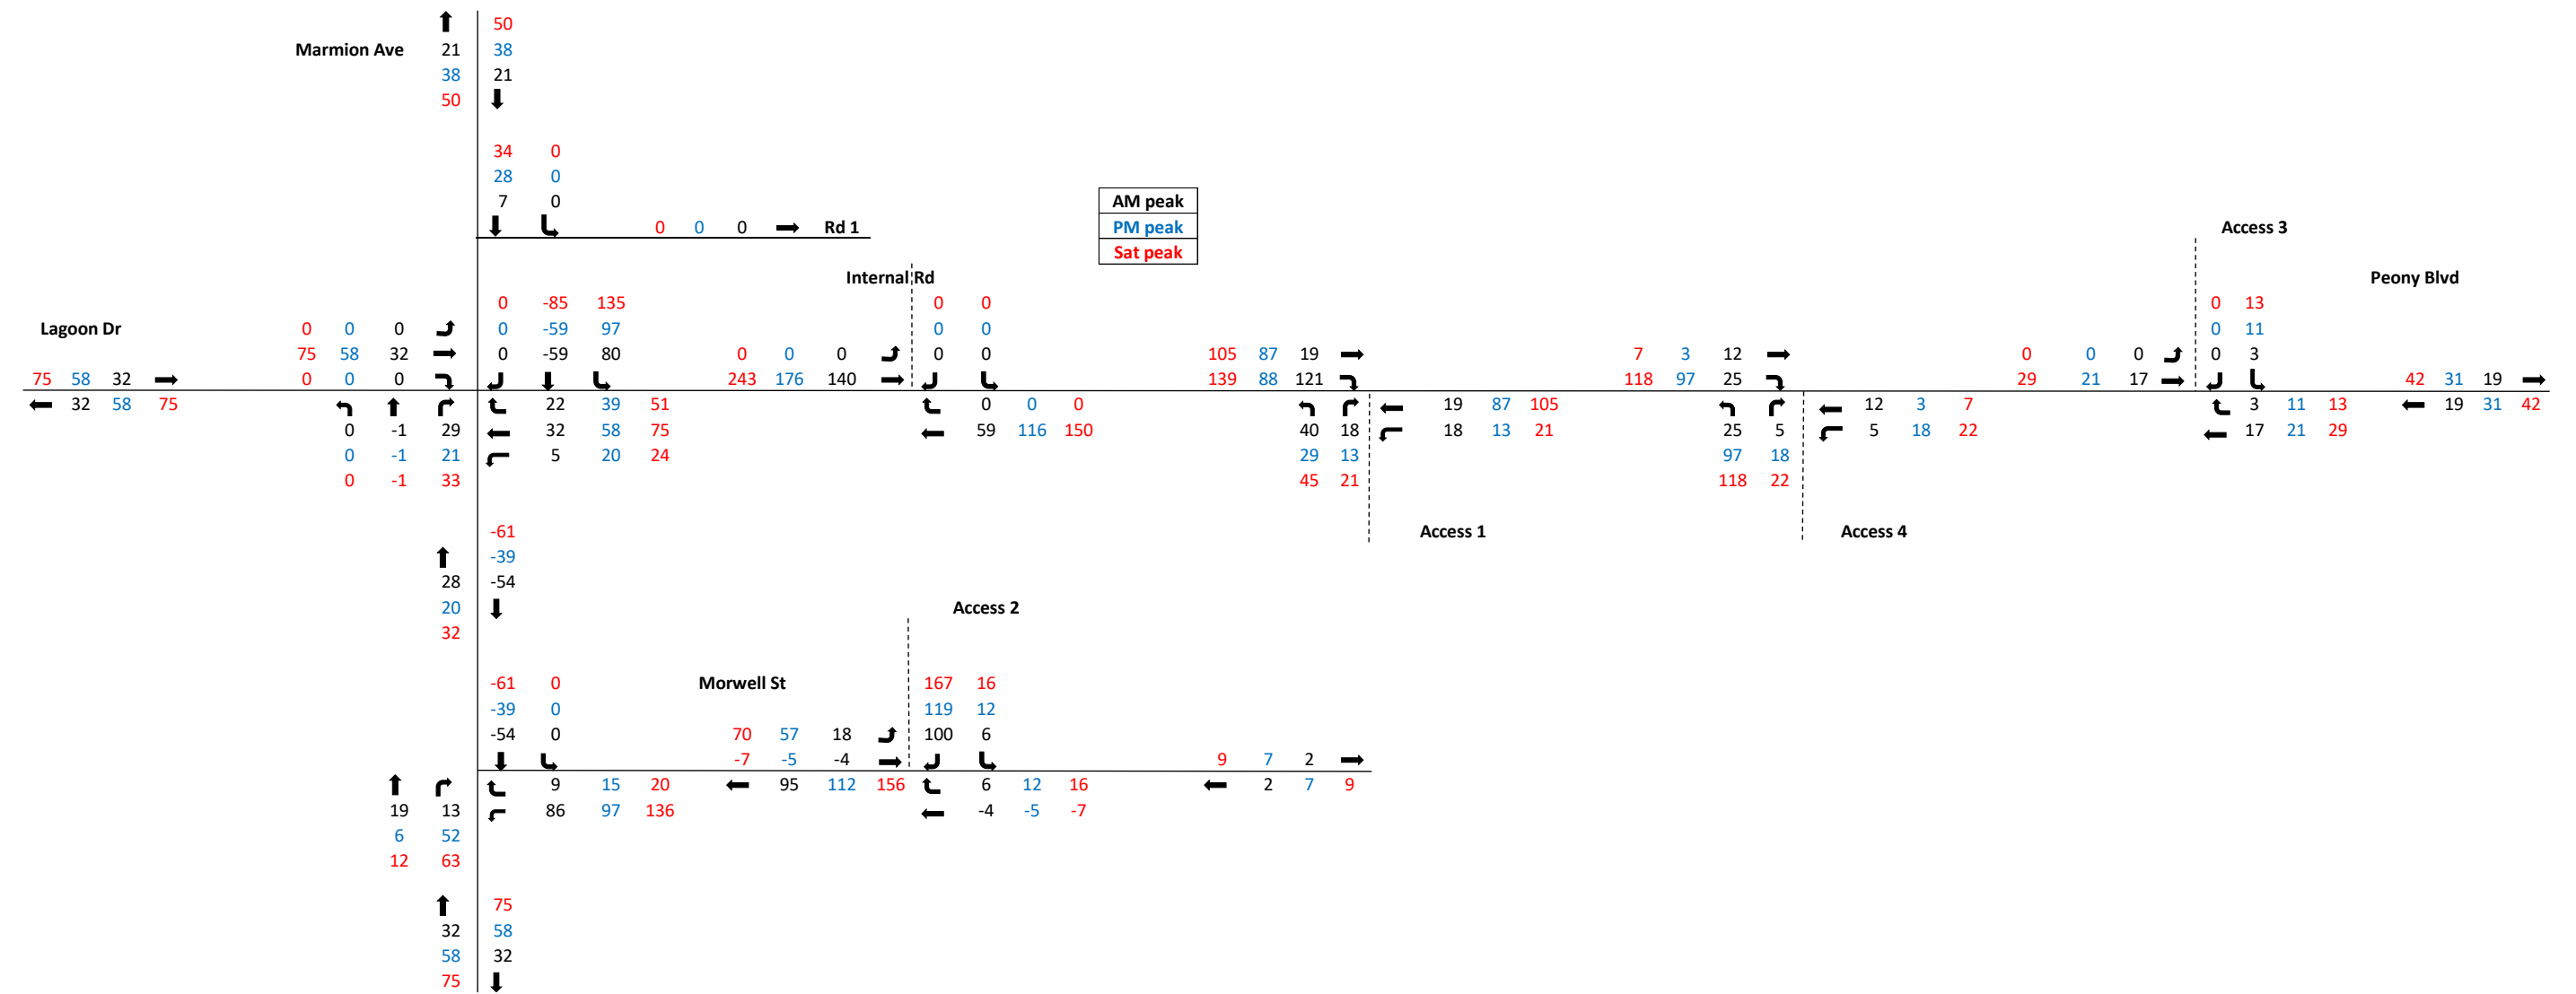 50
Marmion Ave 21 38
38 21
50
34 0
28 0
7 0
AM peak
0 0 0 Rd 1
PM peak
Access 3
Sat peak
Internal Rd
Peony Blvd
0 -85 135 0 0 0 13
Lagoon Dr 0 0 0 0 -59 97 0 0 0 11
75 58 32 0 -59 80 0 0 0 0 0 105 87 19 7 3 12 0 0 0 0 3
75 58 32 0 0 0 243 176 140 139 88 121 118 97 25 29 21 17 42 31 19
32 58 75 22 39 51 0 0 0 19 87 105 12 3 7 3 11 13 19 31 42
0 -1 29 32 58 75 59 116 150 40 18 18 13 21 25 5 5 18 22 17 21 29
0 -1 21 5 20 24 29 13 97 18
0 -1 33 45 21 118 22
-61 Access 1 Access 4
-39
28 -54
20 Access 2
32
-61 0 Morwell St 167 16
-39 0 119 12
-54 0 70 57 18 100 6
-7 -5 -4 9 7 2
9 15 20 95 112 156 6 12 16 2 7 9
19 13 86 97 136 -4 -5 -7
6 52
12 63
75
32 58
58 32
75